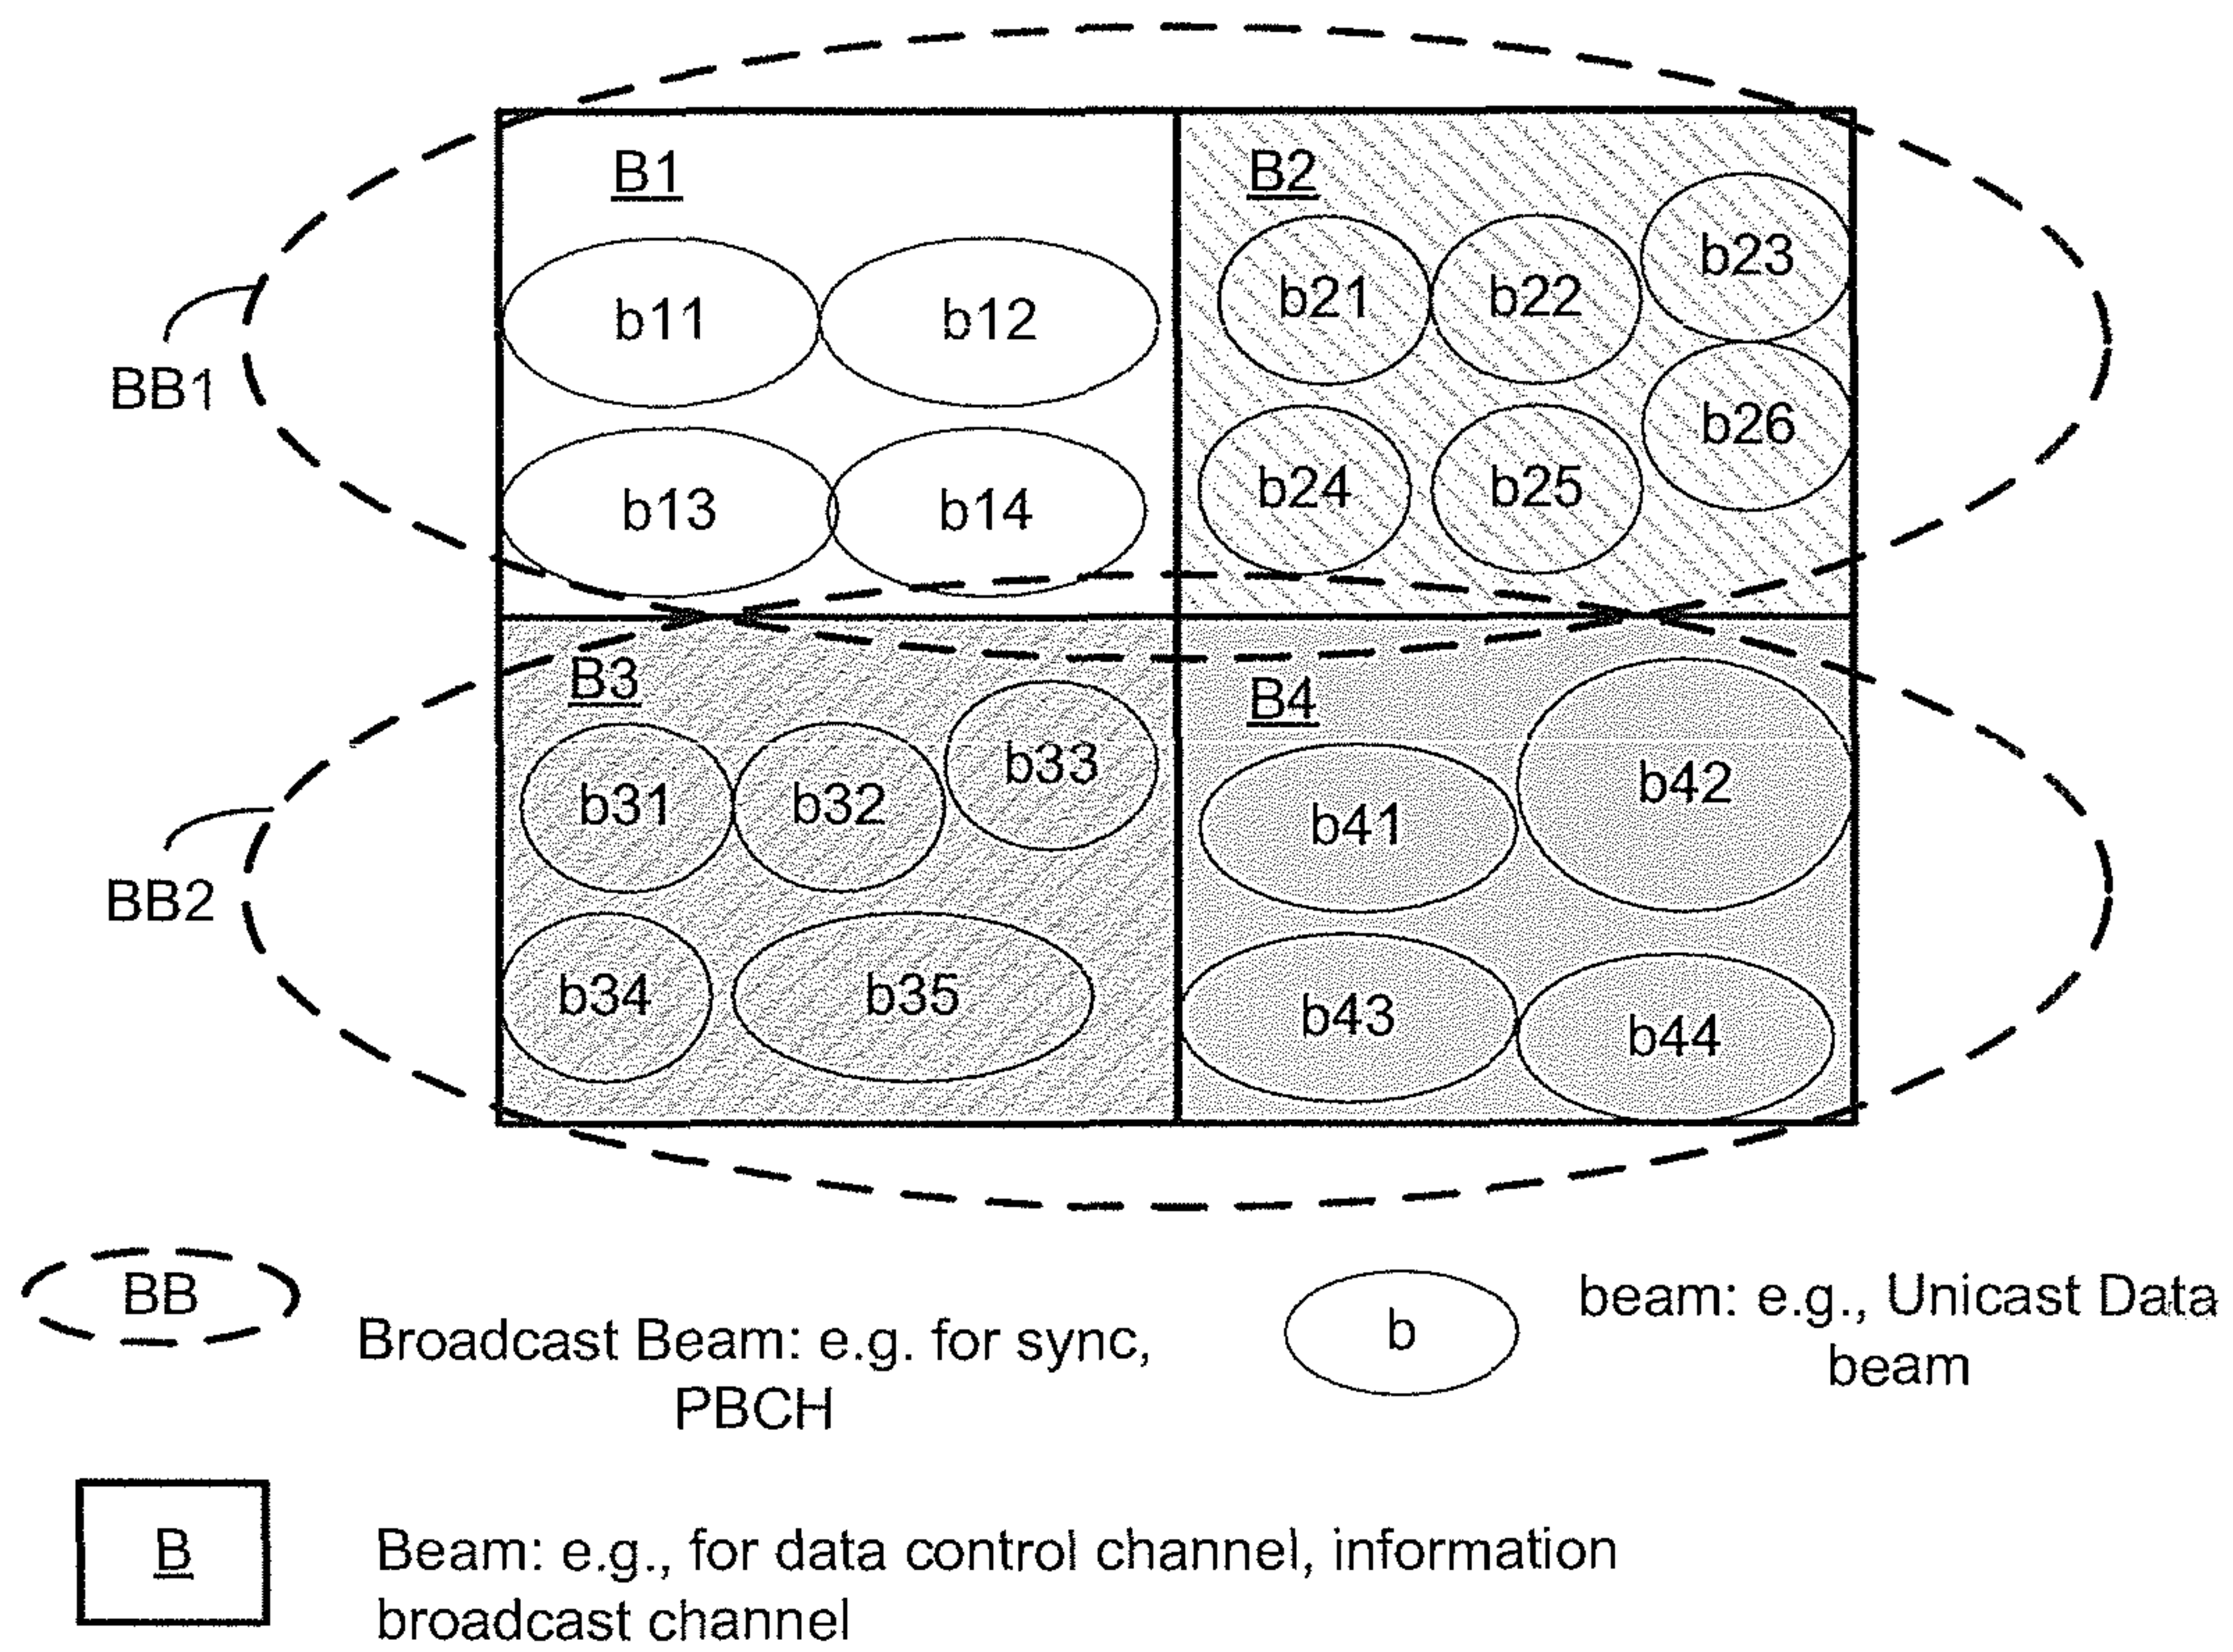 B1
B2
b11
b12
b13
b14
b21
b22
b23
b24
b25
b26
BB1
B3
B4
b31
b32
b33
b34
b35
b41
b42
b43
b44
BB2
BB
Broadcast Beam: e.g. for sync,
PBCH
b
beam: e.g., Unicast Data
beam
B
Beam: e.g., for data control channel, information
broadcast channel